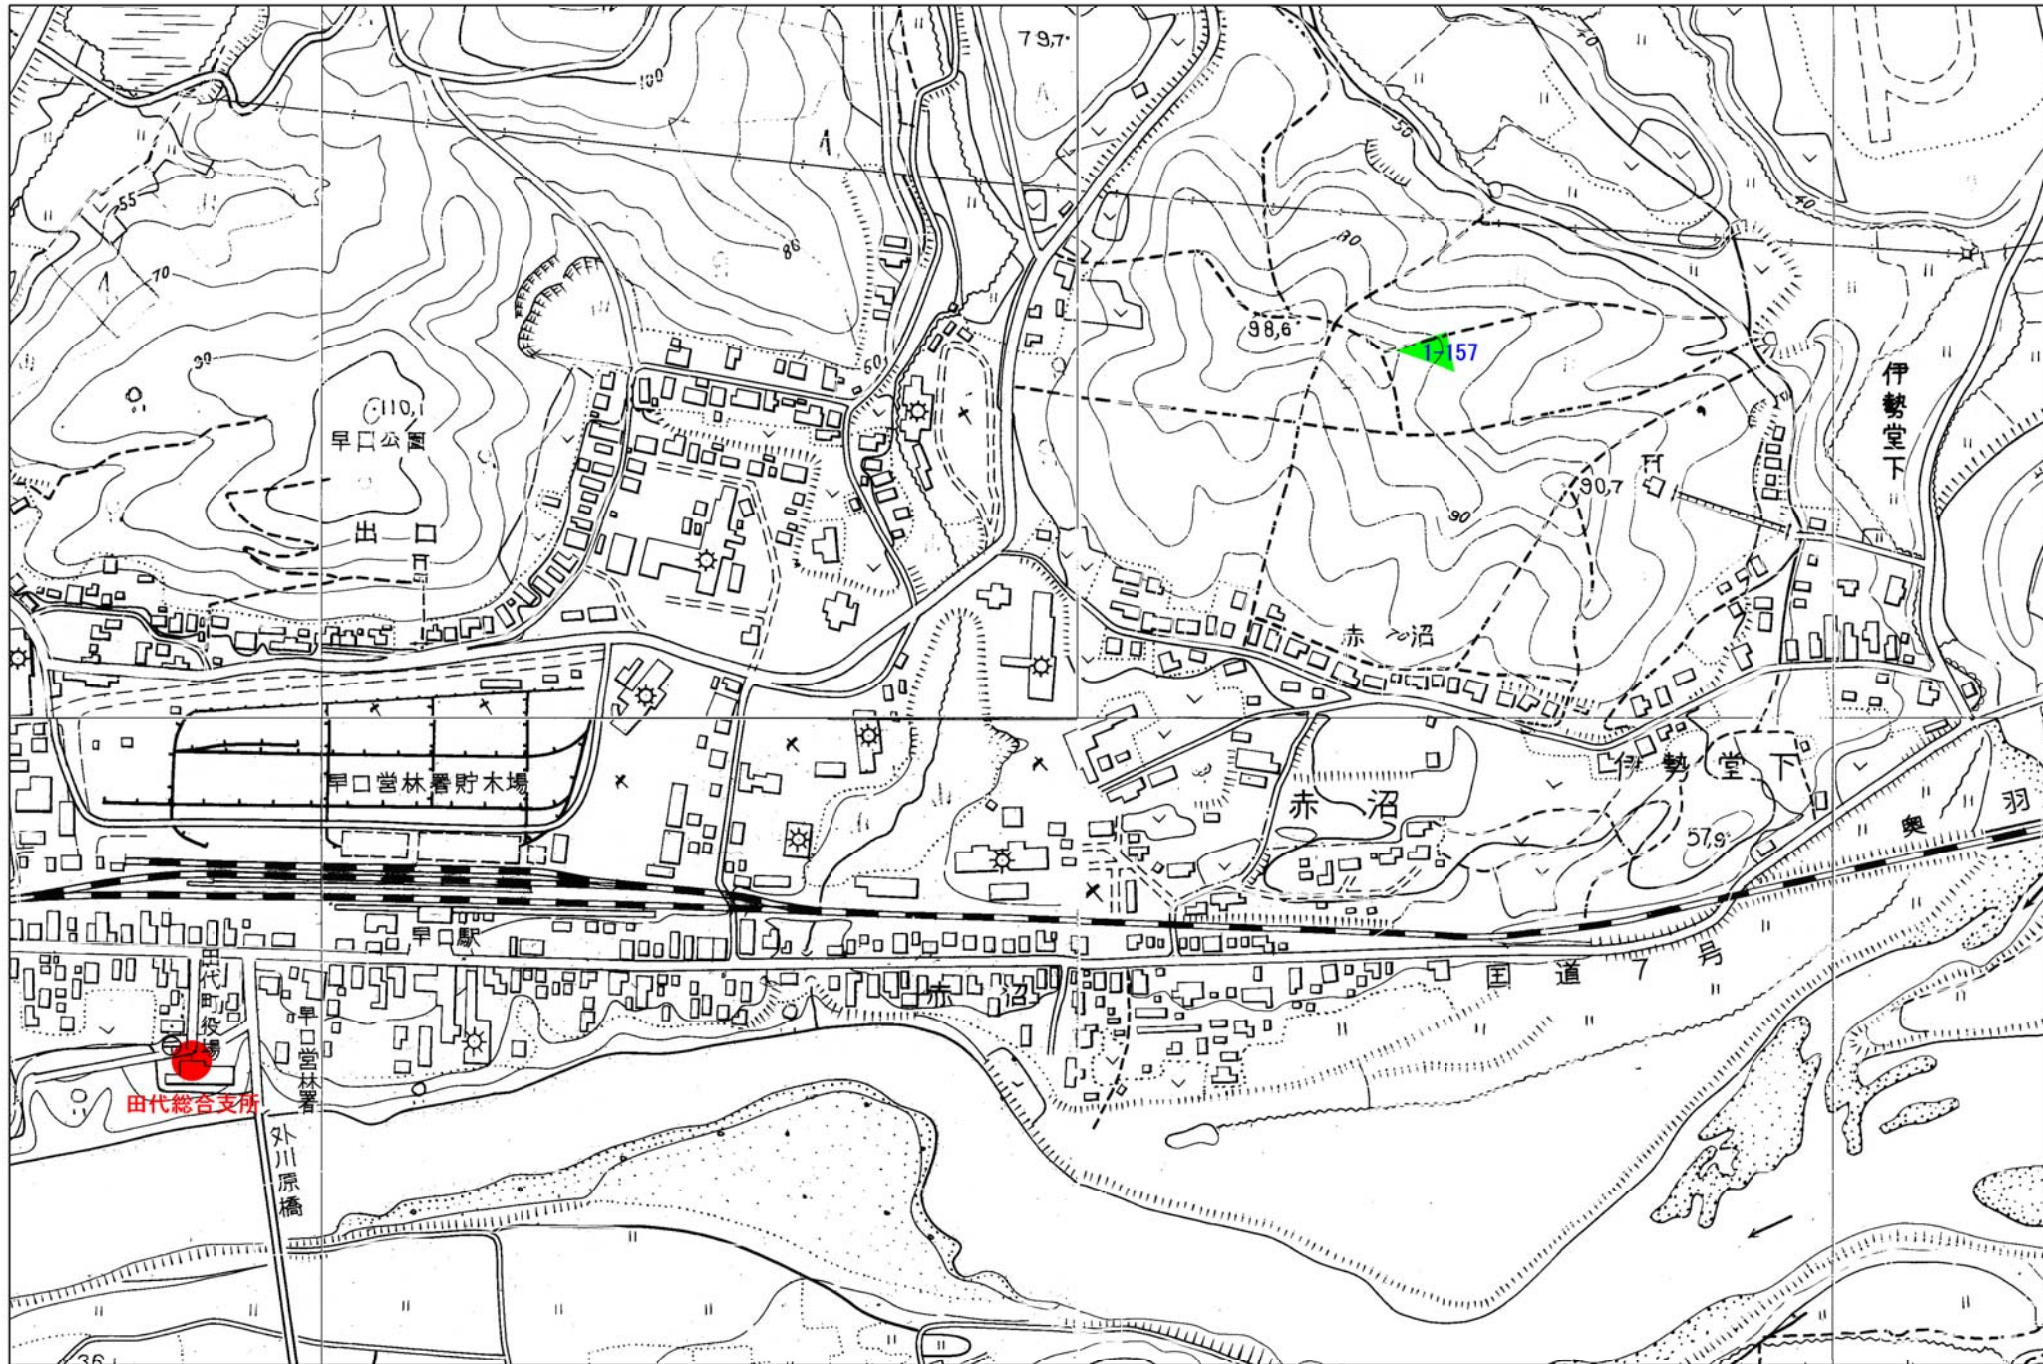 79,7
100
40
50
55
86
80
40
70
98,6
1-157
90
60
伊勢堂下
110,1
早口公園
90,7
90
出口
赤沼
70
早口営林署貯木場
伊勢堂下
赤沼
羽
奥
57,9
早口駅
国道7号
田代町役場
赤沼
早口営林署
田代総合支所
外川原橋
36